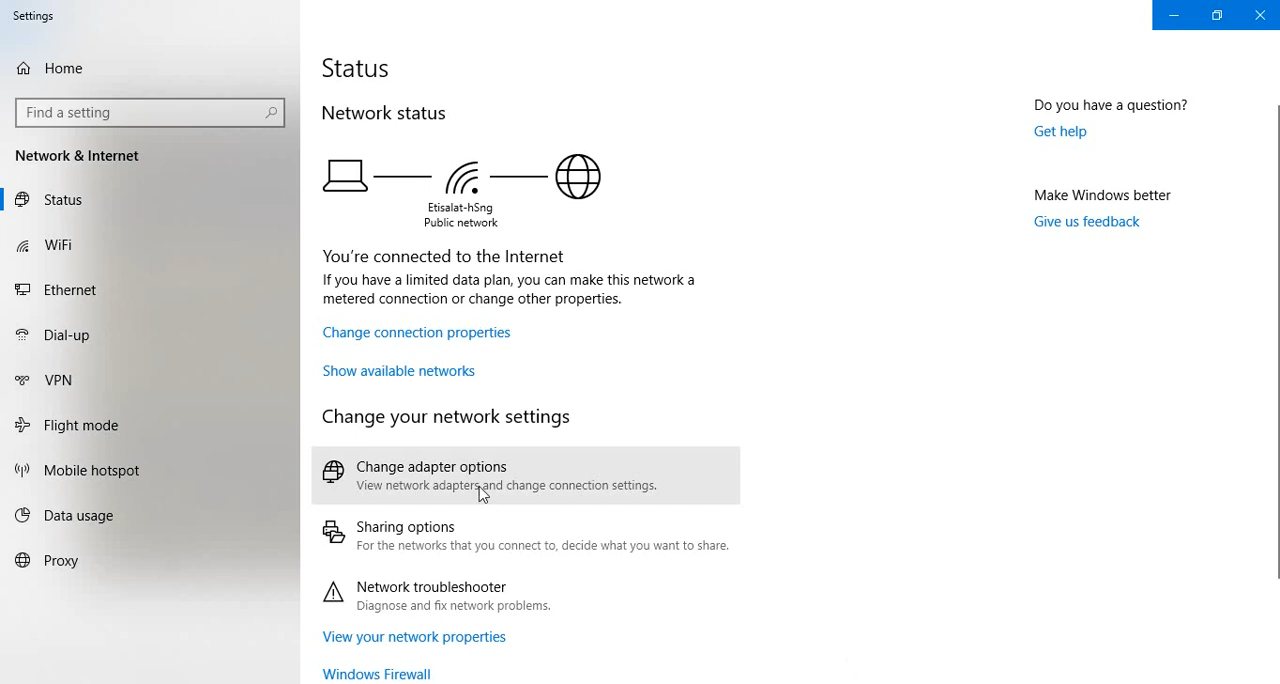 Settings
Home
Find a setting
Network & Internet
Status
WiFi
Ethernet
Dial-up
VPN
Flight mode
Mobile hotspot
Data usage
Proxy
Status
Network status
Etisalat-hSng
Public network
You're connected to the Internet
If you have a limited data plan, you can make this network a
metered connection or change other properties.
Change connection properties
Show available networks
Change your network settings
Change adapter options
View network adapters and change connection settings.
Sharing options
For the networks that you connect to, decide what you want to share.
Network troubleshooter
Diagnose and fix network problems.
View your network properties
Windows Firewall
Do you have a question?
Get help
Make Windows better
Give us feedback